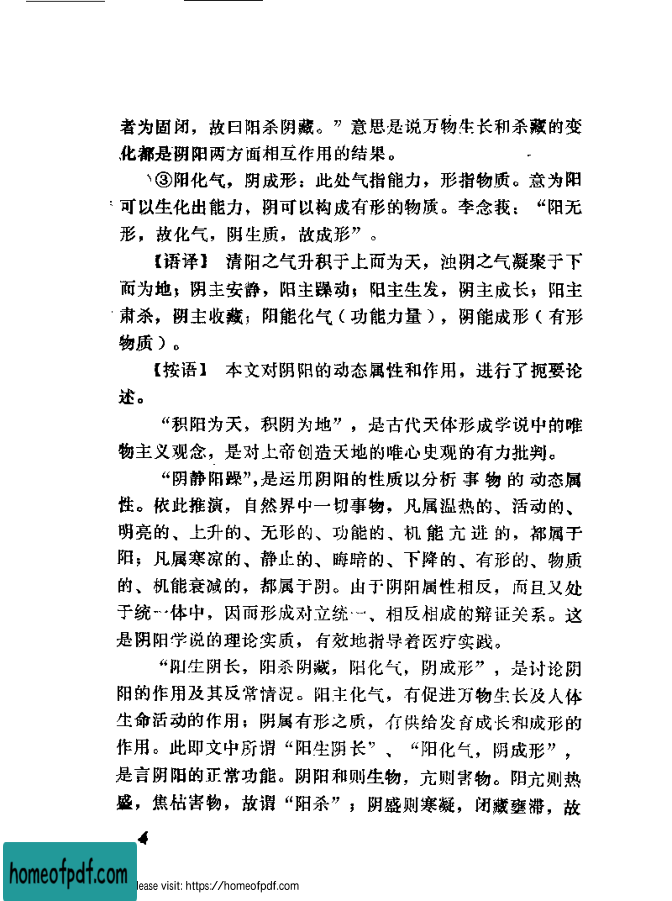 者为固闭，故曰阳杀阴藏。”意思是说万物生长和杀藏的变
化都是阴阳两方面相互作用的结果。
③阳化气，阴成形：此处气指能力，形指物质。意为阳
可以生化出能力，阴可以构成有形的物质。李念莪：“阳无
形，故化气，阴生质，故成形”。
【语译】 清阳之气升积于上而为天，浊阴之气凝聚于下
而为地；阴主安静，阳主躁动；阳主生发，阴主成长；阳主
肃杀，阴主收藏；阳能化气（功能力量），阴能成形（有形
物质）。
【按语】 本文对阴阳的动态属性和作用，进行了扼要论
述。
“积阳为天，积阴为地”，是古代天体形成学说中的唯
物主义观念，是对上帝创造天地的唯心史观的有力批判。
“阴静阳躁”，是运用阴阳的性质以分析事物的动态属
性。依此推演，自然界中一切事物，凡属温热的、活动的、
明亮的、上升的、无形的、功能的、机能亢进的，都属于
阳；凡属寒凉的、静止的、晦暗的、下降的、有形的、物质
的、机能衰减的，都属于阴。由于阴阳属性相反，而且又处
于统一体中，因而形成对立统一、相反相成的辩证关系。这
是阴阳学说的理论实质，有效地指导着医疗实践。
“阳生阴长，阳杀阴藏，阳化气，阴成形”，是讨论阴
阳的作用及其反常情况。阳主化气，有促进万物生长及人体
生命活动的作用；阴属有形之质，有供给发育成长和成形的
作用。此即文中所谓“阳生阴长”、“阳化气，阴成形”，
是言阴阳的正常功能。阴阳和则生物，亢则害物。阳亢则热
盛，焦枯害物，故谓“阳杀”；阴盛则寒凝，闭藏壅滞，故
4
homeofpdf.com
lease visit: https://homeofpdf.com